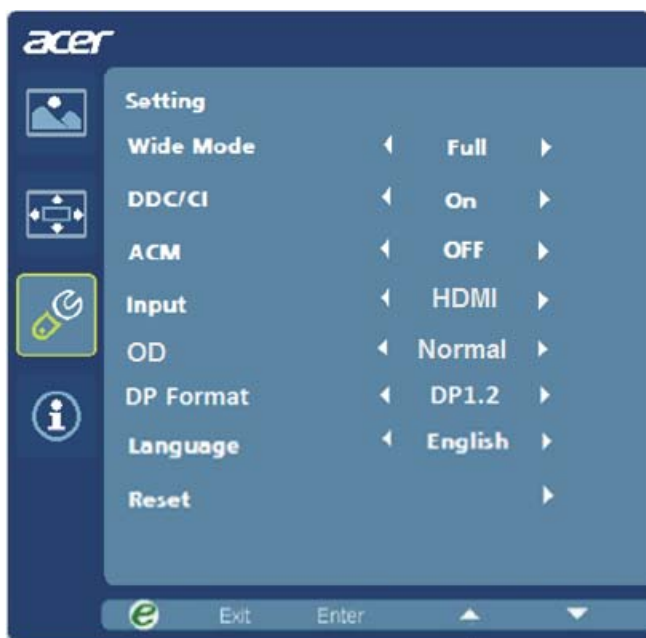 acer
Setting
Wide Mode Full
DDC/CI On
ACM OFF
Input HDMI
OD Normal
DP Format DP1.2
Language English
Reset
e Exit Enter